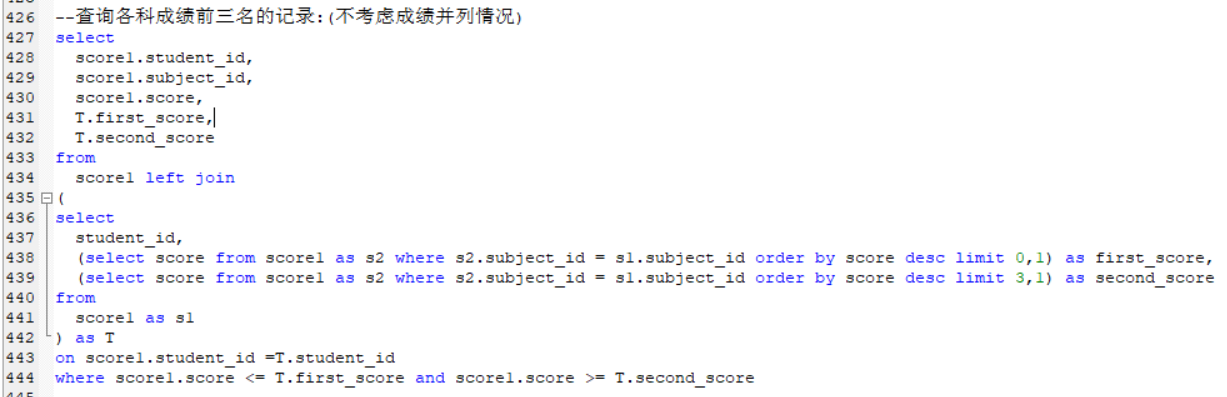 426 --查询各科成绩前三名的记录:(不考虑成绩并列情况)
427 select
428 score1.student_id,
429 score1.subject_id,
430 score1.score,
431 T.first_score,
432 T.second_score
433 from
434 score1 left join
435 (
436 select
437 student_id,
438 (select score from score1 as s2 where s2.subject_id = s1.subject_id order by score desc limit 0,1) as first_score,
439 (select score from score1 as s2 where s2.subject_id = s1.subject_id order by score desc limit 3,1) as second_score
440 from
441 score1 as s1
442 ) as T
443 on score1.student_id =T.student_id
444 where score1.score <= T.first_score and score1.score >= T.second_score